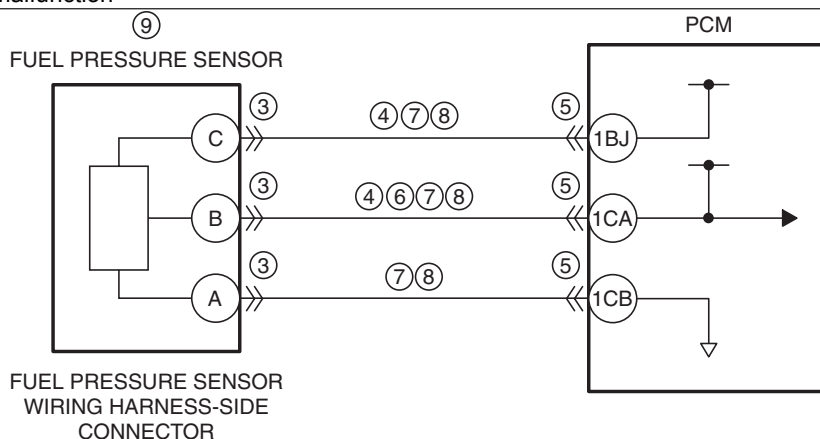 malfunction
⑨
PCM
FUEL PRESSURE SENSOR
③ ④⑦⑧ ⑤
C 1BJ
③ ④⑥⑦⑧ ⑤
B 1CA
③ ⑦⑧ ⑤
A 1CB
FUEL PRESSURE SENSOR
WIRING HARNESS-SIDE
CONNECTOR